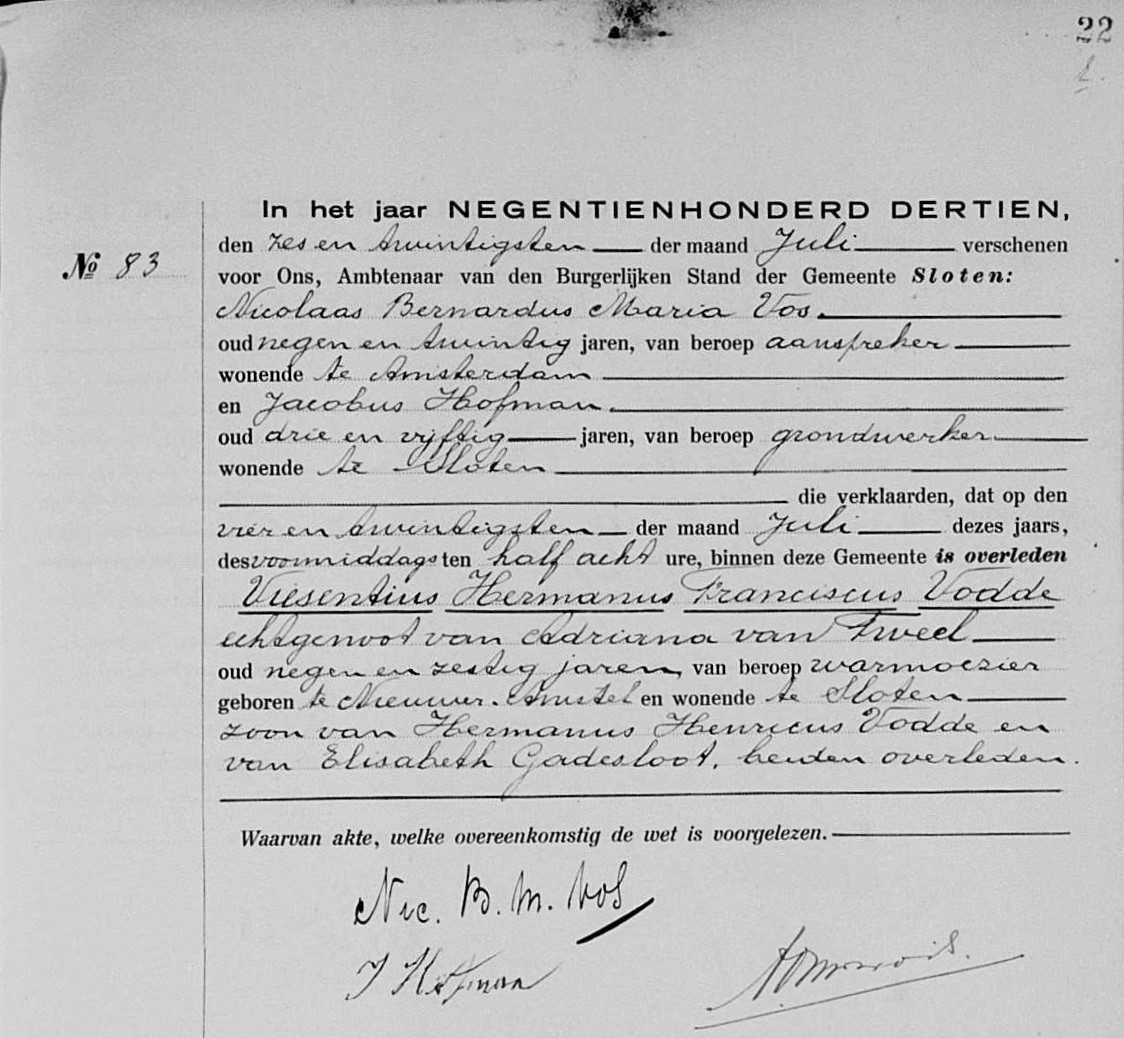 22
In het jaar NEGENTIENHONDERD DERTIEN,
den zes en twintigsten der maand Juli verschenen
№ 83
voor Ons, Ambtenaar van den Burgerlijken Stand der Gemeente Sloten:
Nicolaas Bernardus Maria Vos.
oud negen en twintig jaren, van beroep aanspreker
wonende te Amsterdam
en Jacobus Hofman.
oud drie en vijftig jaren, van beroep grondwerker
wonende te Sloten
die verklaarden, dat op den
vier en twintigsten der maand Juli dezes jaars,
des voormiddags ten half acht ure, binnen deze Gemeente is overleden
Viesentius Hermanus Franciscus Vodde
echtgenoot van Adriana van Tweel
oud negen en zestig jaren, van beroep warmoezier
geboren te Nieuwer-Amstel en wonende te Sloten
zoon van Hermanus Henricus Vodde en
van Elisabeth Gadesloot, beiden overleden.
Waarvan akte, welke overeenkomstig de wet is voorgelezen.
Nic. B. M. Vos
J Hofman